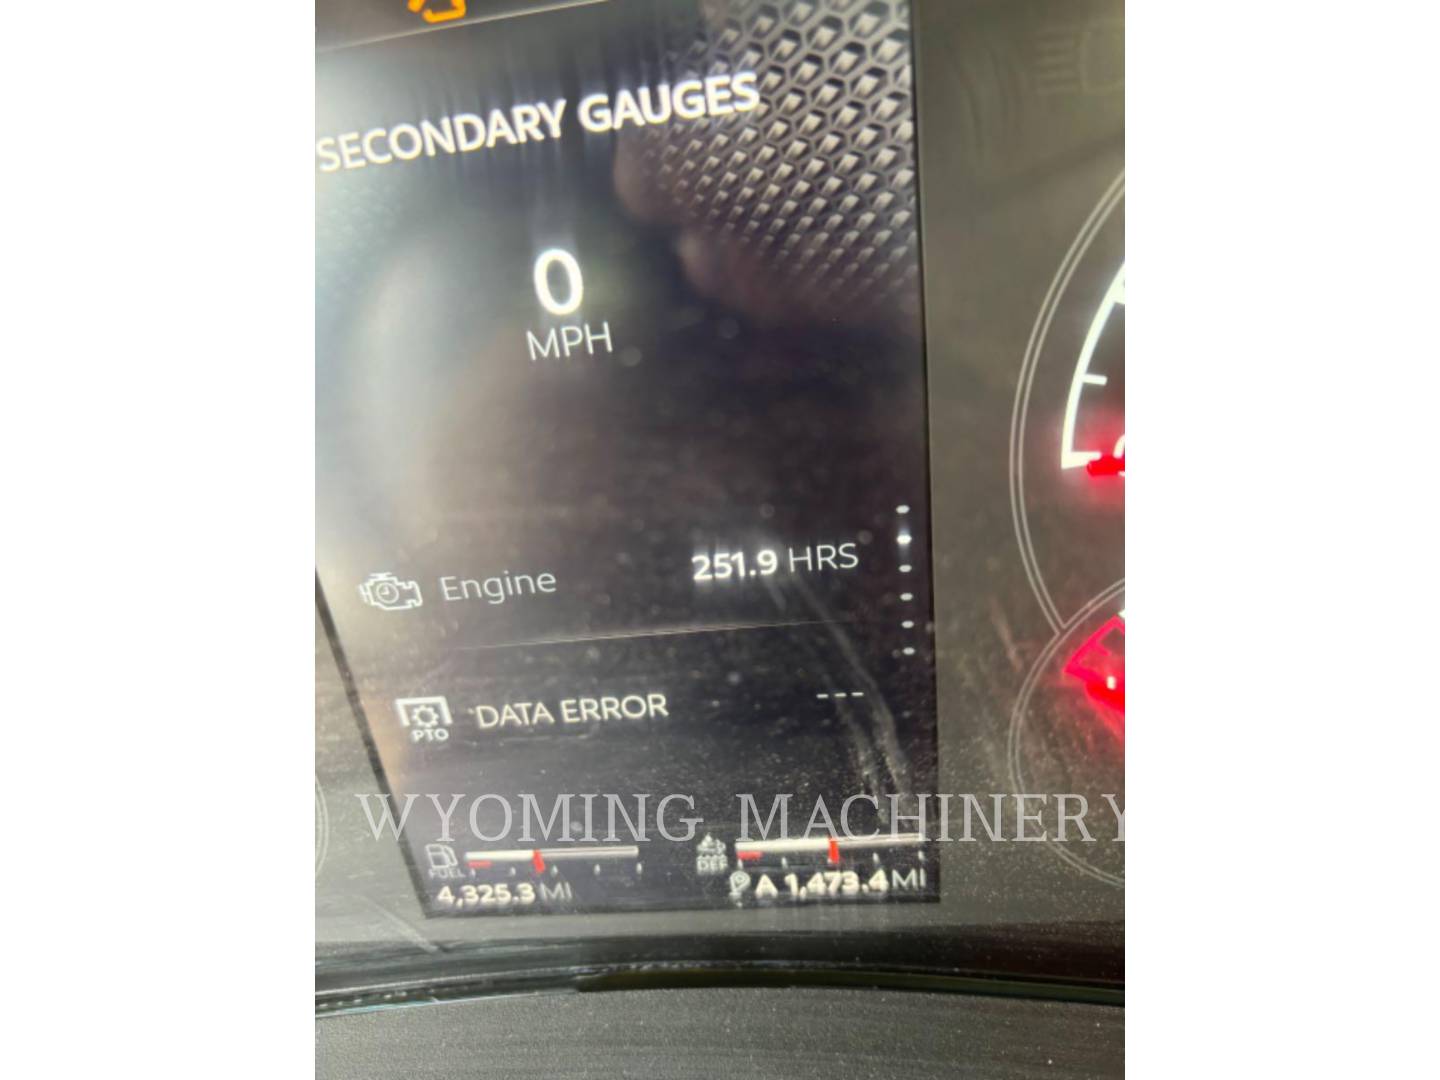 SECONDARY GAUGES
0
MPH
Engine 251.9 HRS
PTO DATA ERROR ---
WYOMING MACHINERY
FUEL DEF
4,325.3 MI A 1,473.4 MI